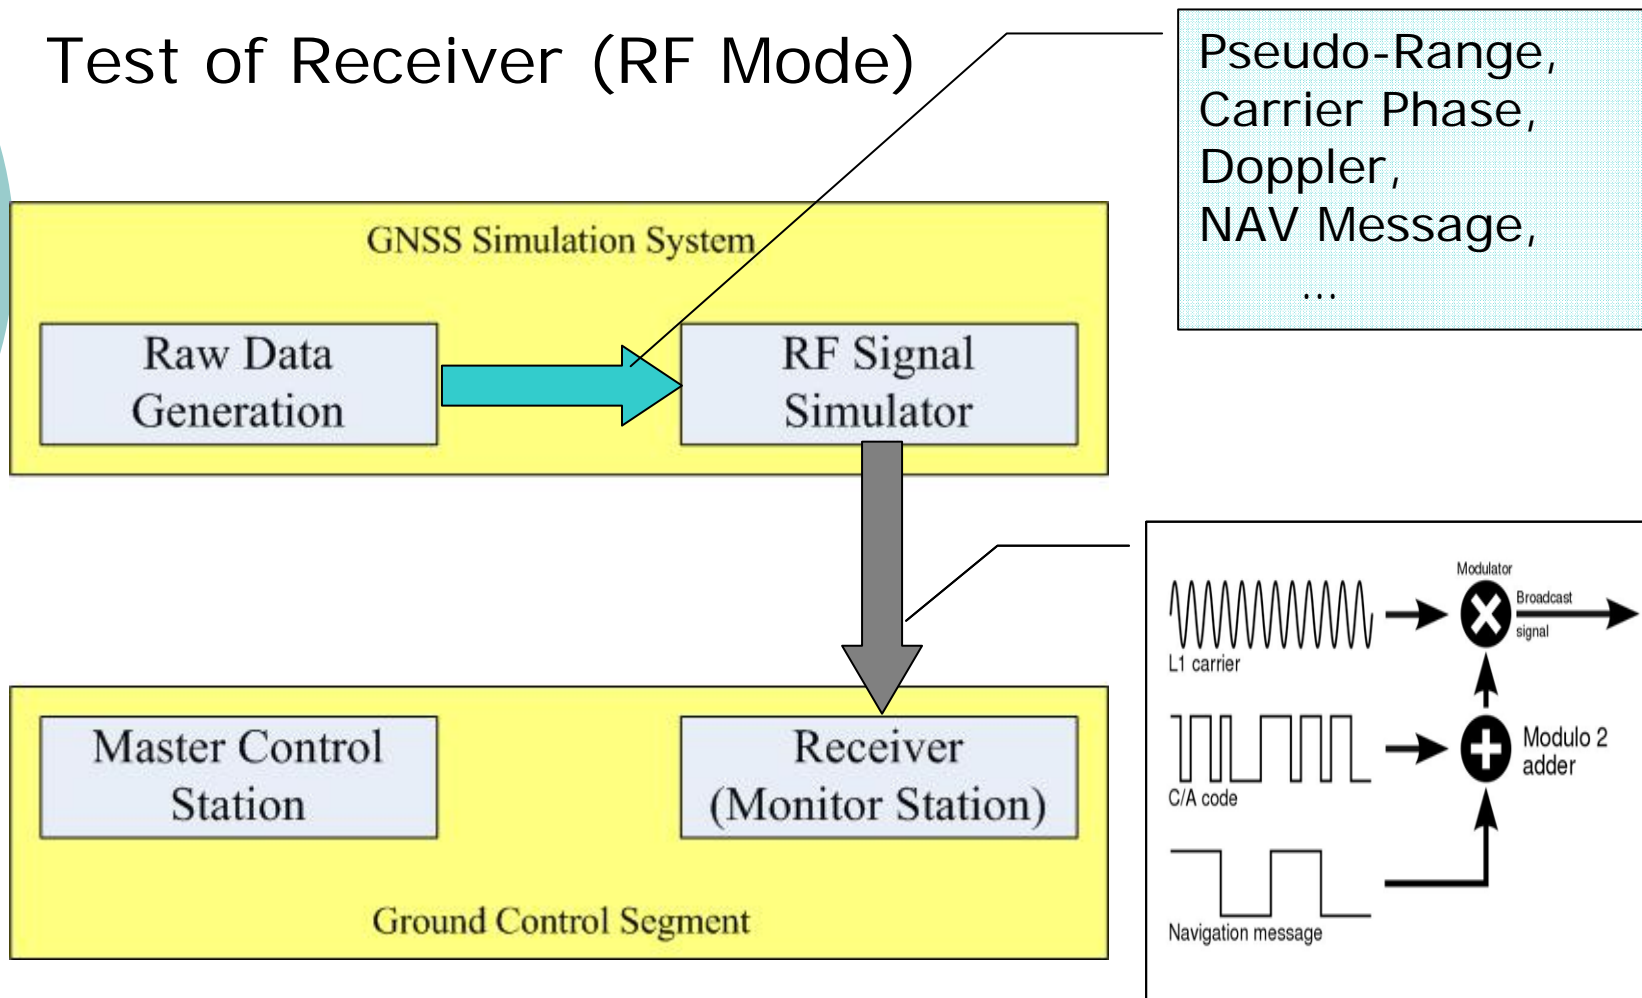 Test of Receiver (RF Mode)
Pseudo-Range,
Carrier Phase,
Doppler,
NAV Message,
...
GNSS Simulation System
Raw Data
Generation
RF Signal
Simulator
Master Control
Station
Receiver
(Monitor Station)
Ground Control Segment
Modulator
Broadcast
signal
L1 carrier
C/A code
Modulo 2
adder
Navigation message